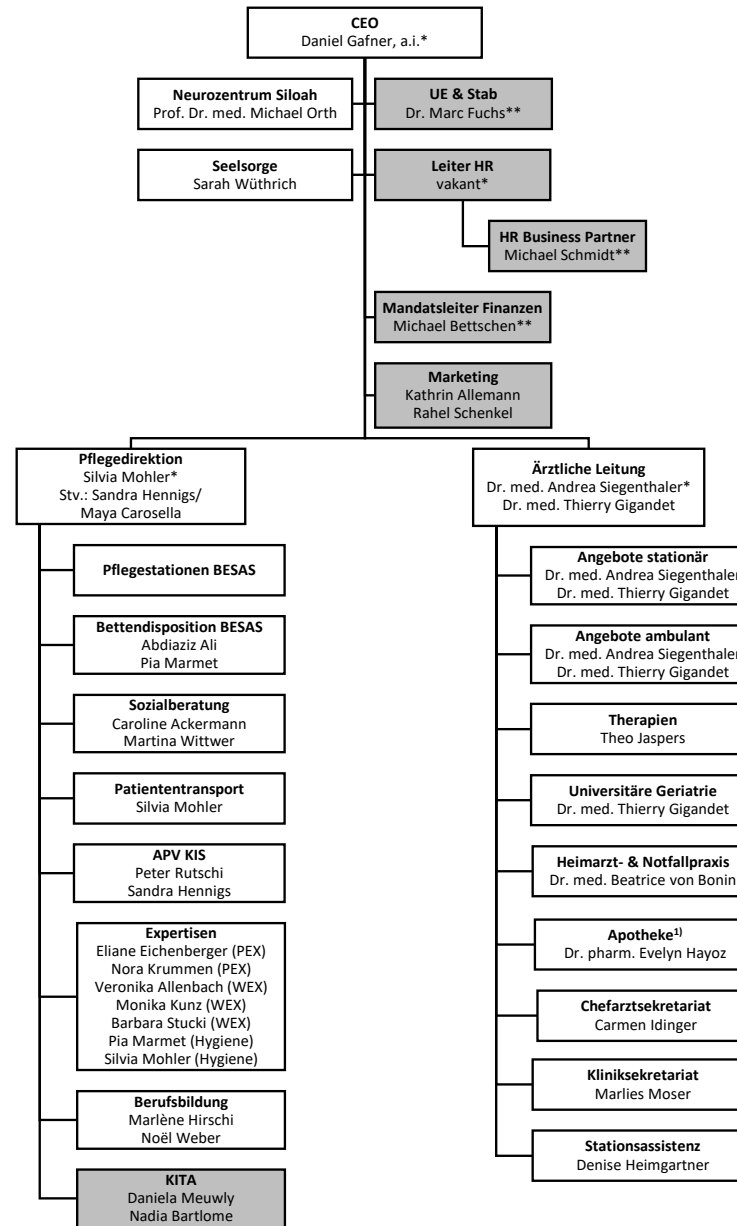 CEO
Daniel Gafner, a.i.*
Neurozentrum Siloah
Prof. Dr. med. Michael Orth
UE & Stab
Dr. Marc Fuchs**
Seelsorge
Sarah Wüthrich
Leiter HR
vakant*
HR Business Partner
Michael Schmidt**
Mandatsleiter Finanzen
Michael Bettschen**
Marketing
Kathrin Allemann
Rahel Schenkel
Pflegedirektion
Silvia Mohler*
Stv.: Sandra Hennigs/
Maya Carosella
Pflegestationen BESAS
Bettendisposition BESAS
Abdiaziz Ali
Pia Marmet
Sozialberatung
Caroline Ackermann
Martina Wittwer
Patiententransport
Silvia Mohler
APV KIS
Peter Rutschi
Sandra Hennigs
Expertisen
Eliane Eichenberger (PEX)
Nora Krummen (PEX)
Veronika Allenbach (WEX)
Monika Kunz (WEX)
Barbara Stucki (WEX)
Pia Marmet (Hygiene)
Silvia Mohler (Hygiene)
Berufsbildung
Marlène Hirschi
Noël Weber
KITA
Daniela Meuwly
Nadia Bartlome
Ärztliche Leitung
Dr. med. Andrea Siegenthaler*
Dr. med. Thierry Gigandet
Angebote stationär
Dr. med. Andrea Siegenthaler
Dr. med. Thierry Gigandet
Angebote ambulant
Dr. med. Andrea Siegenthaler
Dr. med. Thierry Gigandet
Therapien
Theo Jaspers
Universitäre Geriatrie
Dr. med. Thierry Gigandet
Heimarzt- & Notfallpraxis
Dr. med. Beatrice von Bonin
Apotheke¹⁾
Dr. pharm. Evelyn Hayoz
Chefarztsekretariat
Carmen Idinger
Kliniksekretariat
Marlies Moser
Stationsassistenz
Denise Heimgartner